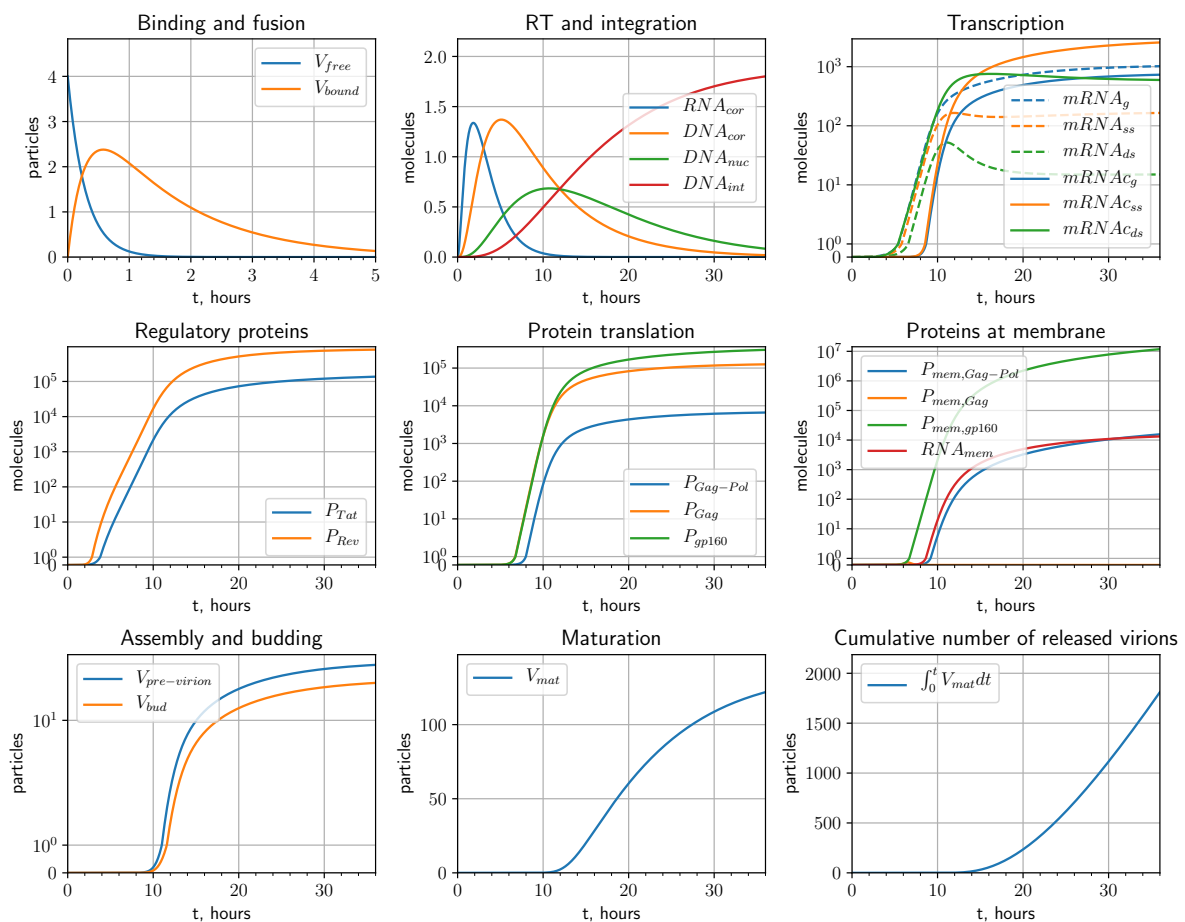 Binding and fusion
particles
4
3
2
1
0
V_free
V_bound
0 1 2 3 4 5
t, hours
RT and integration
molecules
2.0
1.5
1.0
0.5
0.0
RNA_cor
DNA_cor
DNA_nuc
DNA_int
0 10 20 30
t, hours
Transcription
molecules
10^3
10^2
10^1
10^0
0
mRNA_g
mRNA_ss
mRNA_ds
mRNAc_g
mRNAc_ss
mRNAc_ds
0 10 20 30
t, hours
Regulatory proteins
molecules
10^5
10^4
10^3
10^2
10^1
10^0
0
P_Tat
P_Rev
0 10 20 30
t, hours
Protein translation
molecules
10^5
10^4
10^3
10^2
10^1
10^0
0
P_Gag−Pol
P_Gag
P_gp160
0 10 20 30
t, hours
Proteins at membrane
molecules
10^7
10^6
10^5
10^4
10^3
10^2
10^1
10^0
0
P_mem,Gag−Pol
P_mem,Gag
P_mem,gp160
RNA_mem
0 10 20 30
t, hours
Assembly and budding
particles
10^1
10^0
0
V_pre−virion
V_bud
0 10 20 30
t, hours
Maturation
particles
100
50
0
V_mat
0 10 20 30
t, hours
Cumulative number of released virions
particles
2000
1500
1000
500
0
∫_0^t V_mat dt
0 10 20 30
t, hours